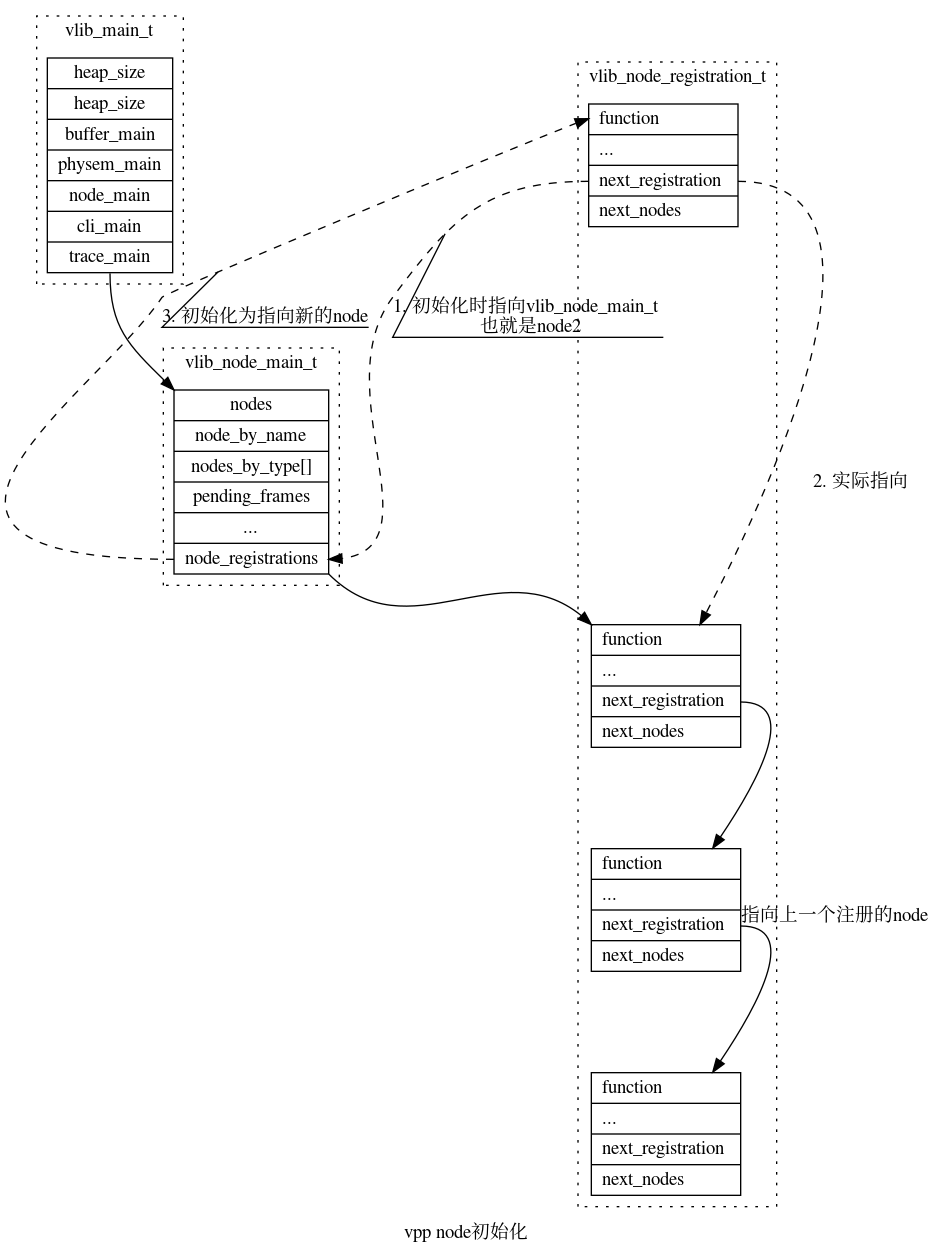 vlib_main_t
heap_size
heap_size
buffer_main
physem_main
node_main
cli_main
trace_main
vlib_node_registration_t
function
...
next_registration
next_nodes
3. 初始化为指向新的node
1. 初始化时指向vlib_node_main_t
也就是node2
vlib_node_main_t
nodes
node_by_name
nodes_by_type[]
pending_frames
...
node_registrations
2. 实际指向
function
...
next_registration
next_nodes
function
...
next_registration
next_nodes
指向上一个注册的node
function
...
next_registration
next_nodes
vpp node初始化